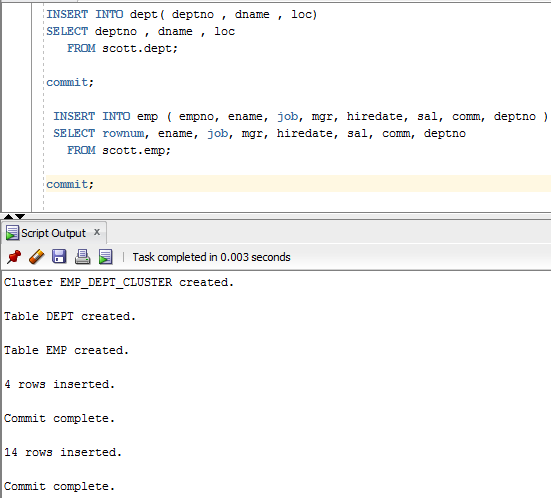 INSERT INTO dept( deptno , dname , loc)
SELECT deptno , dname , loc
FROM scott.dept;
commit;
INSERT INTO emp ( empno, ename, job, mgr, hiredate, sal, comm, deptno )
SELECT rownum, ename, job, mgr, hiredate, sal, comm, deptno
FROM scott.emp;
commit;
Script Output x
Task completed in 0.003 seconds
Cluster EMP_DEPT_CLUSTER created.
Table DEPT created.
Table EMP created.
4 rows inserted.
Commit complete.
14 rows inserted.
Commit complete.